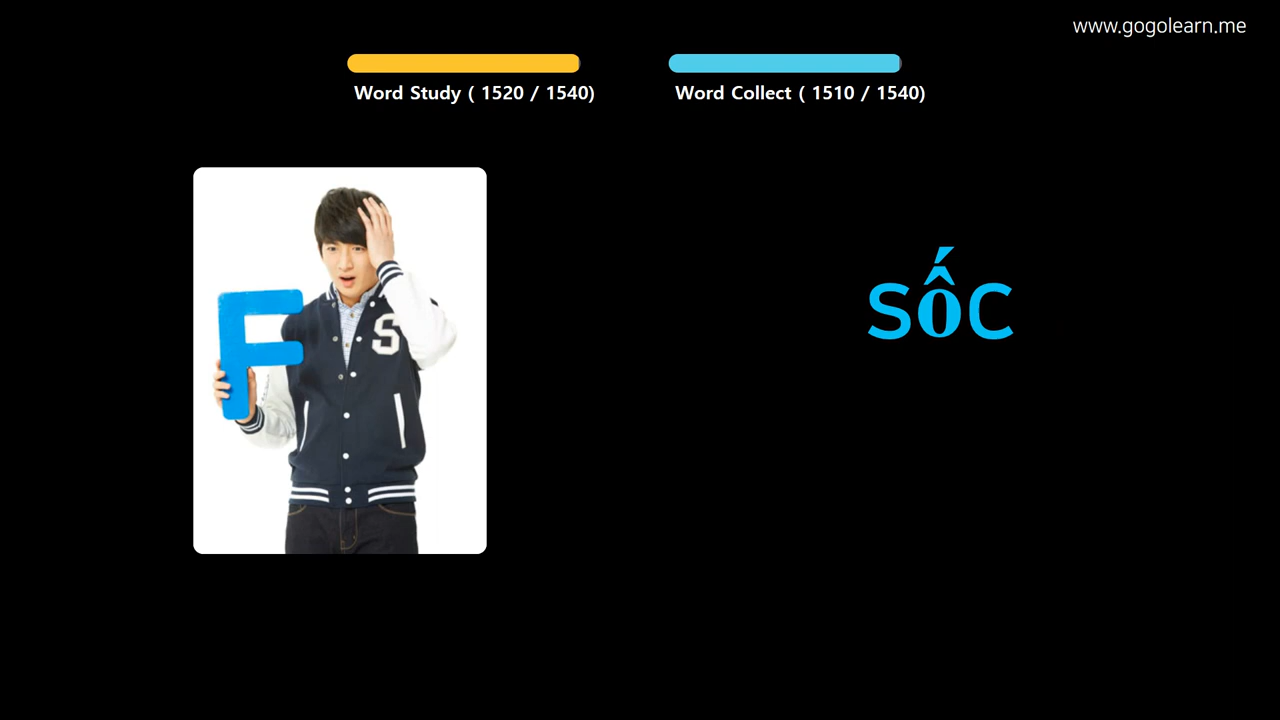 www.gogolearn.me
Word Study ( 1520 / 1540)
Word Collect ( 1510 / 1540)
F
S
sốc